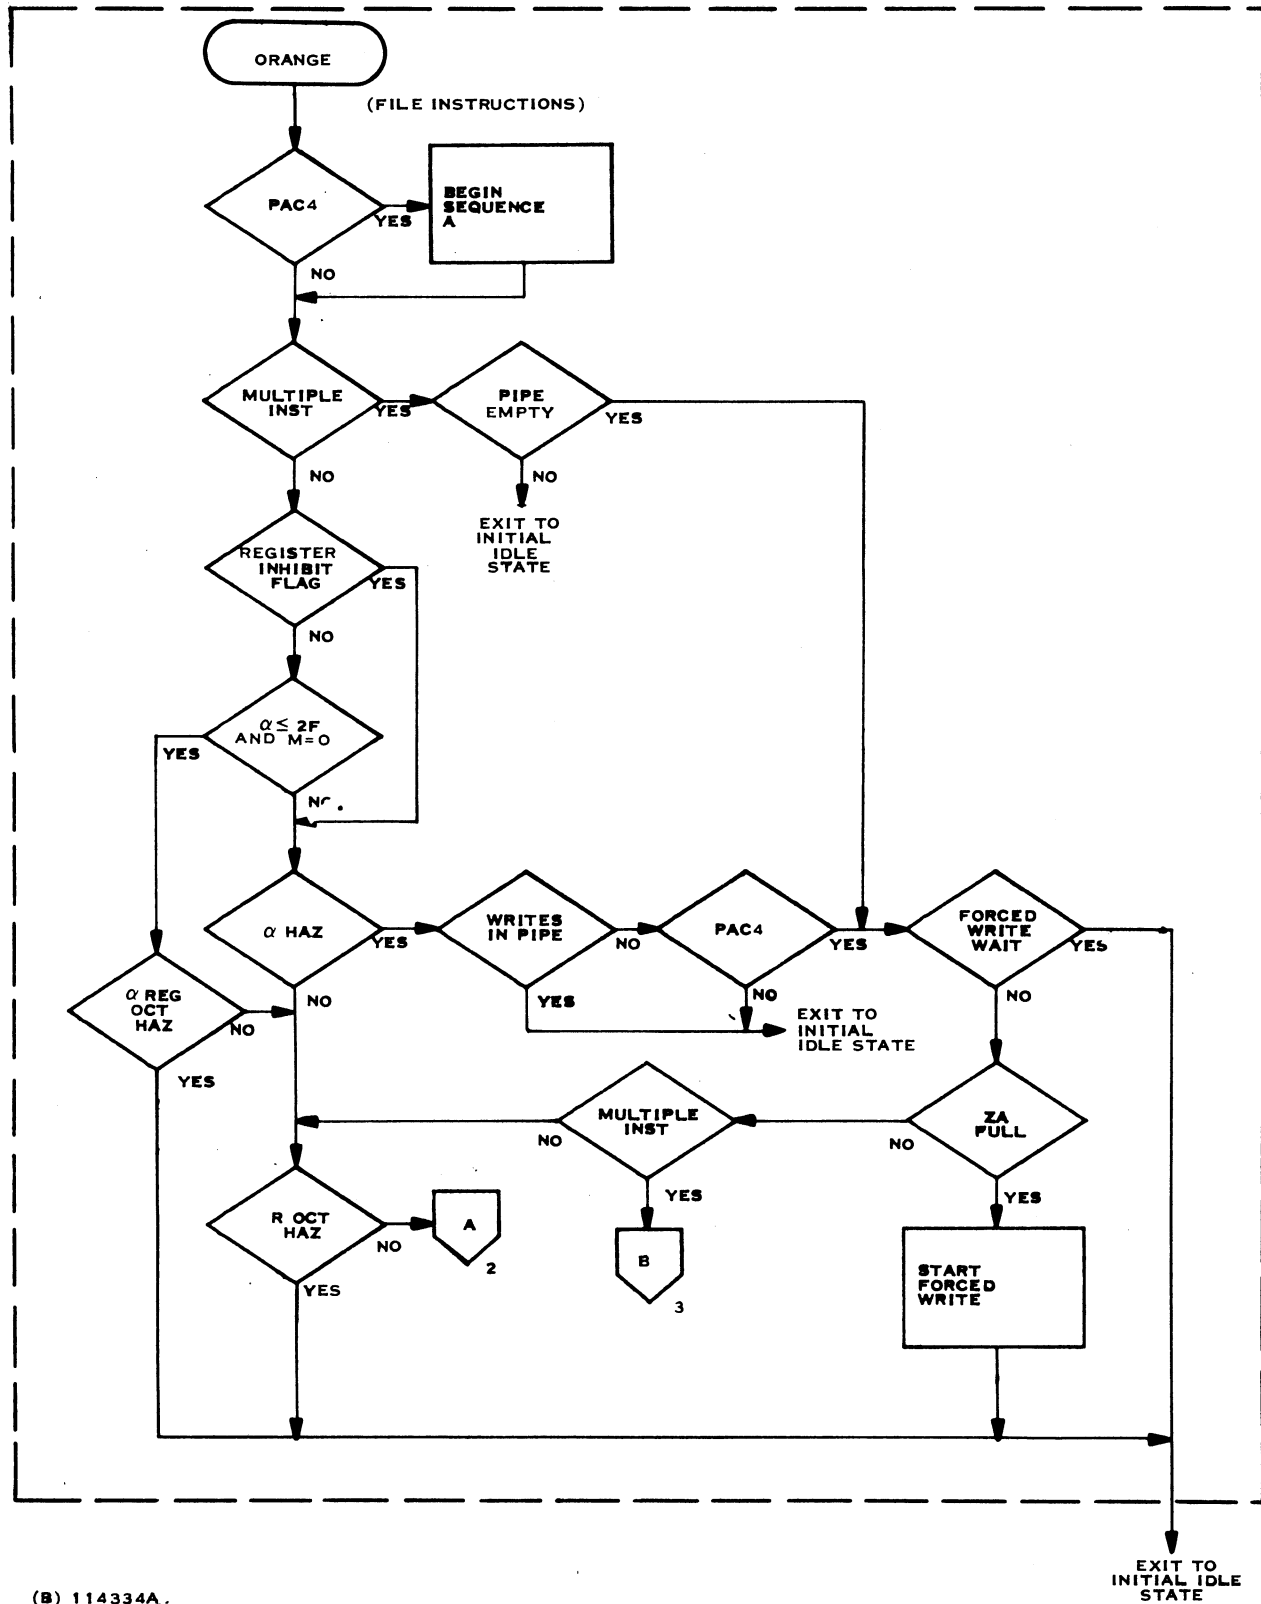 ORANGE
(FILE INSTRUCTIONS)
PAC4
YES
BEGIN
SEQUENCE
A
NO
MULTIPLE
INST
YES
PIPE
EMPTY
YES
NO
NO
EXIT TO
INITIAL
IDLE
STATE
REGISTER
INHIBIT
FLAG
YES
NO
α ≤ 2F
AND M=0
YES
NO
α HAZ
YES
WRITES
IN PIPE
NO
PAC4
YES
FORCED
WRITE
WAIT
YES
α REG
OCT
HAZ
NO
NO
YES
NO
EXIT TO
INITIAL
IDLE STATE
NO
YES
MULTIPLE
INST
NO
ZA
FULL
NO
YES
YES
R OCT
HAZ
NO
A
2
B
3
YES
START
FORCED
WRITE
EXIT TO
INITIAL IDLE
STATE
(B) 114334A.